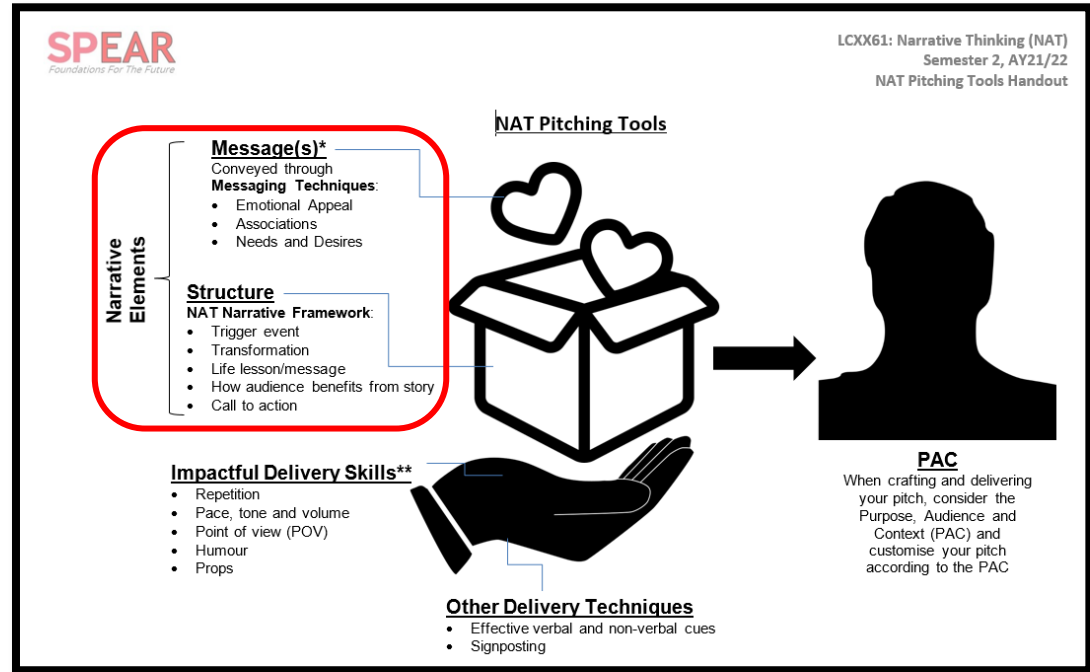 SPEAR
Foundations For The Future
LCXX61: Narrative Thinking (NAT)
Semester 2, AY21/22
NAT Pitching Tools Handout
NAT Pitching Tools
Narrative
Elements
Message(s)*
Conveyed through
Messaging Techniques:
• Emotional Appeal
• Associations
• Needs and Desires
Structure
NAT Narrative Framework:
• Trigger event
• Transformation
• Life lesson/message
• How audience benefits from story
• Call to action
Impactful Delivery Skills**
• Repetition
• Pace, tone and volume
• Point of view (POV)
• Humour
• Props
Other Delivery Techniques
• Effective verbal and non-verbal cues
• Signposting
PAC
When crafting and delivering
your pitch, consider the
Purpose, Audience and
Context (PAC) and
customise your pitch
according to the PAC